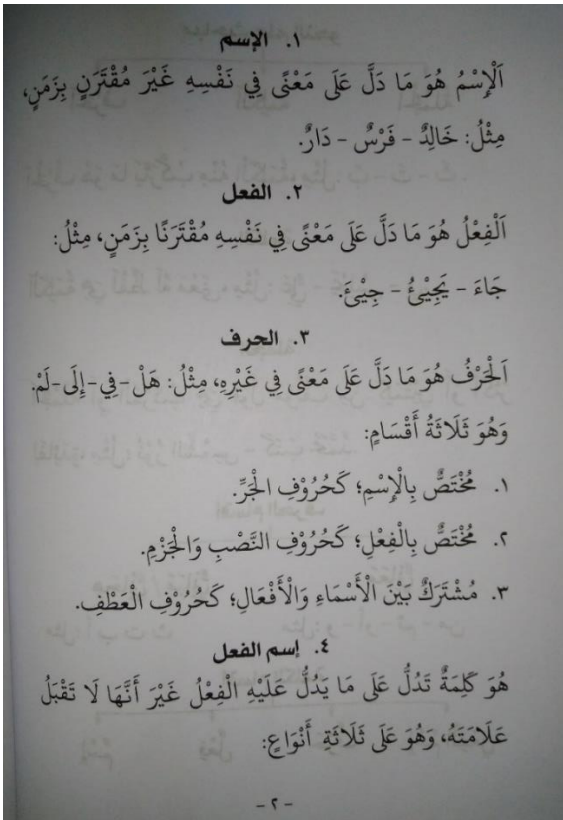 ١. الإسم
اَلْإِسْمُ هُوَ مَا دَلَّ عَلَى مَعْنًى فِي نَفْسِهِ غَيْرَ مُقْتَرَنٍ بِزَمَنٍ،
مِثْلُ: خَالِدٌ - فَرْسٌ - دَارٌ.
٢. الفعل
اَلْفِعْلُ هُوَ مَا دَلَّ عَلَى مَعْنًى فِي نَفْسِهِ مُقْتَرَنًا بِزَمَنٍ، مِثْلُ:
جَاءَ - يَجِيْئُ - جِيْئَ.
٣. الحرف
اَلْحَرْفُ هُوَ مَا دَلَّ عَلَى مَعْنًى فِي غَيْرِهِ، مِثْلُ: هَلْ-فِي-إِلَى-لَمْ.
وَهُوَ ثَلَاثَةُ أَقْسَامٍ:
١. مُخْتَصٌّ بِالْإِسْمِ؛ كَحُرُوْفِ الْجَرِّ.
٢. مُخْتَصٌّ بِالْفِعْلِ؛ كَحُرُوْفِ النَّصْبِ وَالْجَزْمِ.
٣. مُشْتَرَكٌ بَيْنَ الْأَسْمَاءِ وَالْأَفْعَالِ؛ كَحُرُوْفِ الْعَطْفِ.
٤. إسم الفعل
هُوَ كَلِمَةٌ تَدُلُّ عَلَى مَا يَدُلُّ عَلَيْهِ الْفِعْلُ غَيْرَ أَنَّهَا لَا تَقْبَلُ
عَلَامَتَهُ، وَهُوَ عَلَى ثَلَاثَةِ أَنْوَاعٍ:
- ٢ -